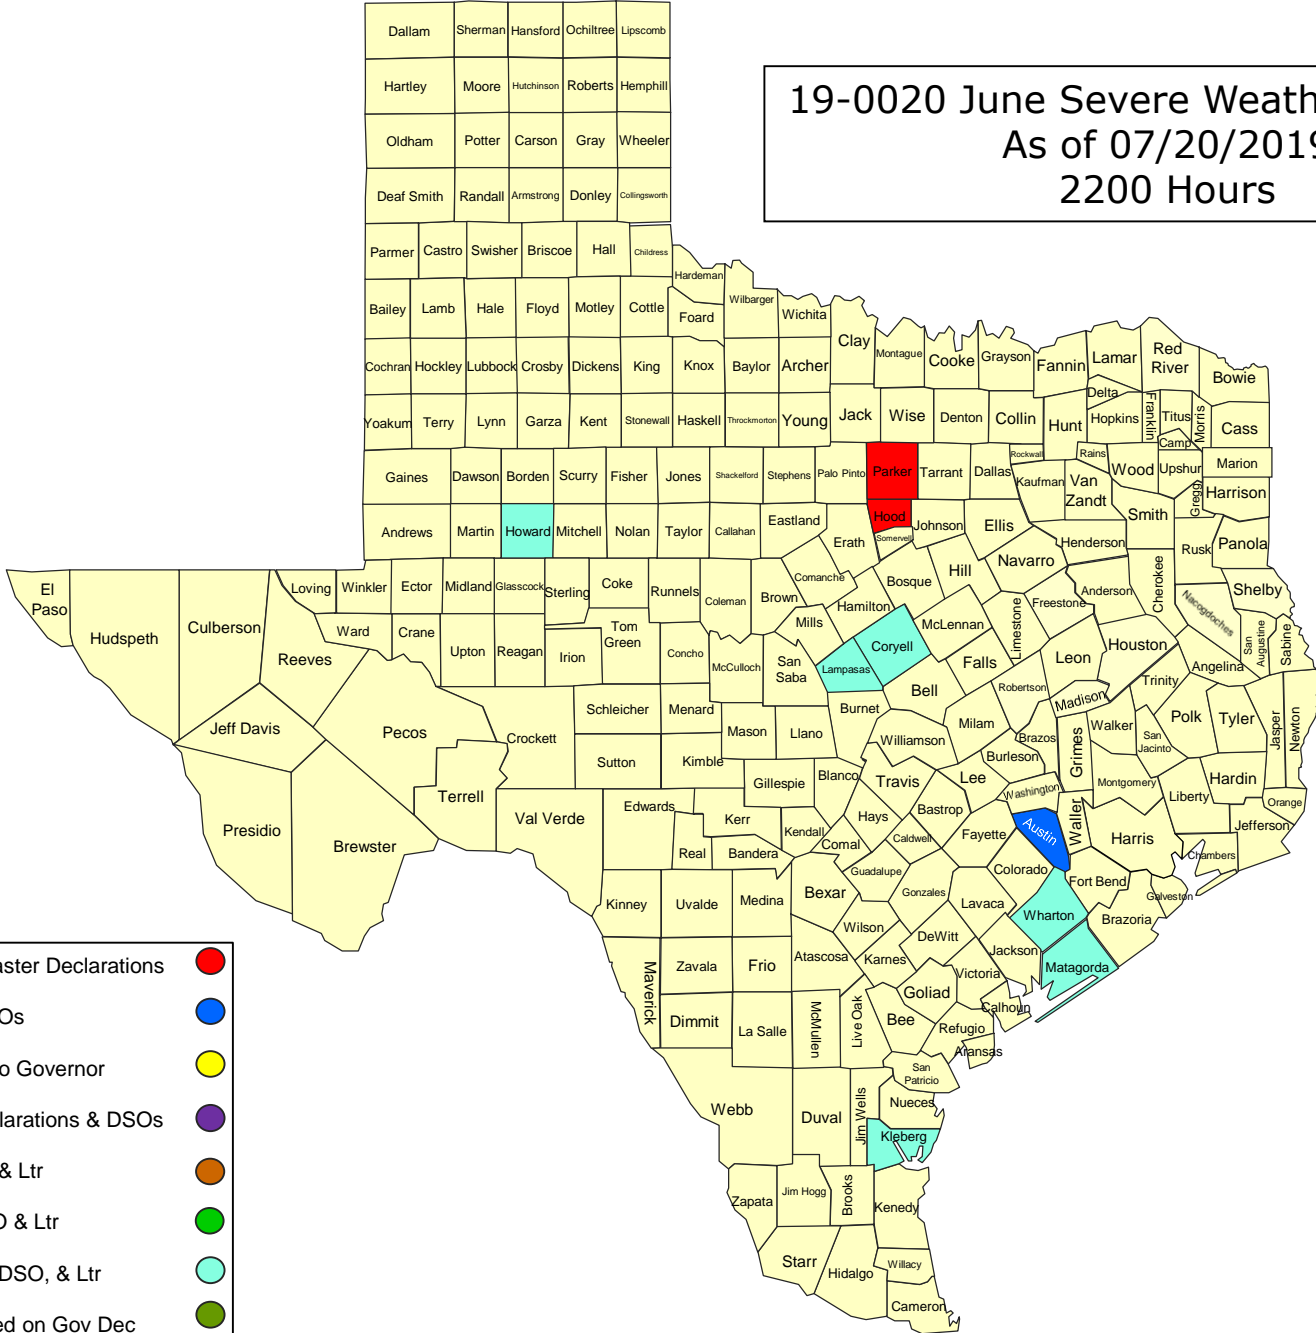 19-0020 June Severe Weath
As of 07/20/2019
2200 Hours
Dallam Sherman Hansford Ochiltree Lipscomb
Hartley Moore Hutchinson Roberts Hemphill
Oldham Potter Carson Gray Wheeler
Deaf Smith Randall Armstrong Donley Collingsworth
Parmer Castro Swisher Briscoe Hall Childress
Hardeman
Bailey Lamb Hale Floyd Motley Cottle Foard Wilbarger Wichita
Clay Montague Cooke Grayson Fannin Lamar Red River Bowie
Cochran Hockley Lubbock Crosby Dickens King Knox Baylor Archer
Delta
Yoakum Terry Lynn Garza Kent Stonewall Haskell Throckmorton Young Jack Wise Denton Collin Hunt Hopkins Franklin Titus Morris Cass
Camp
Gaines Dawson Borden Scurry Fisher Jones Shackelford Stephens Palo Pinto Parker Tarrant Dallas Rockwall Rains Wood Upshur Marion
Kaufman Van Zandt Gregg Harrison
Andrews Martin Howard Mitchell Nolan Taylor Callahan Eastland Hood Johnson Ellis Smith
Erath Somervell Henderson Rusk Panola
El Paso Hudspeth Culberson Loving Winkler Ector Midland Glasscock Sterling Coke Runnels Coleman Brown Comanche Bosque Hill Navarro Anderson Cherokee Nacogdoches Shelby
Hamilton Freestone Limestone
Ward Crane Upton Reagan Irion Tom Green Concho McCulloch San Saba Mills Coryell McLennan Houston San Augustine Sabine
Reeves Lampasas Falls Leon Angelina
Bell Robertson Madison Trinity
Jeff Davis Pecos Crockett Schleicher Menard Mason Llano Burnet Williamson Milam Brazos Grimes Walker San Jacinto Polk Tyler Jasper Newton
Terrell Sutton Kimble Gillespie Blanco Travis Lee Burleson Washington Montgomery Liberty Hardin Orange
Presidio Brewster Val Verde Edwards Kerr Kendall Hays Bastrop Caldwell Fayette Austin Waller Harris Jefferson
Real Bandera Comal Guadalupe Colorado Chambers
Kinney Uvalde Medina Bexar Gonzales Lavaca Fort Bend Galveston
Wilson Wharton Brazoria
Maverick Zavala Frio Atascosa Karnes DeWitt Jackson Matagorda
Victoria
Dimmit La Salle McMullen Live Oak Bee Goliad Calhoun
Refugio
Aransas
San Patricio
Webb Duval Jim Wells Nueces
Kleberg
Zapata Jim Hogg Brooks Kenedy
Starr Hidalgo Willacy
Cameron
aster Declarations
Os
o Governor
larations & DSOs
& Ltr
O & Ltr
DSO, & Ltr
ed on Gov Dec